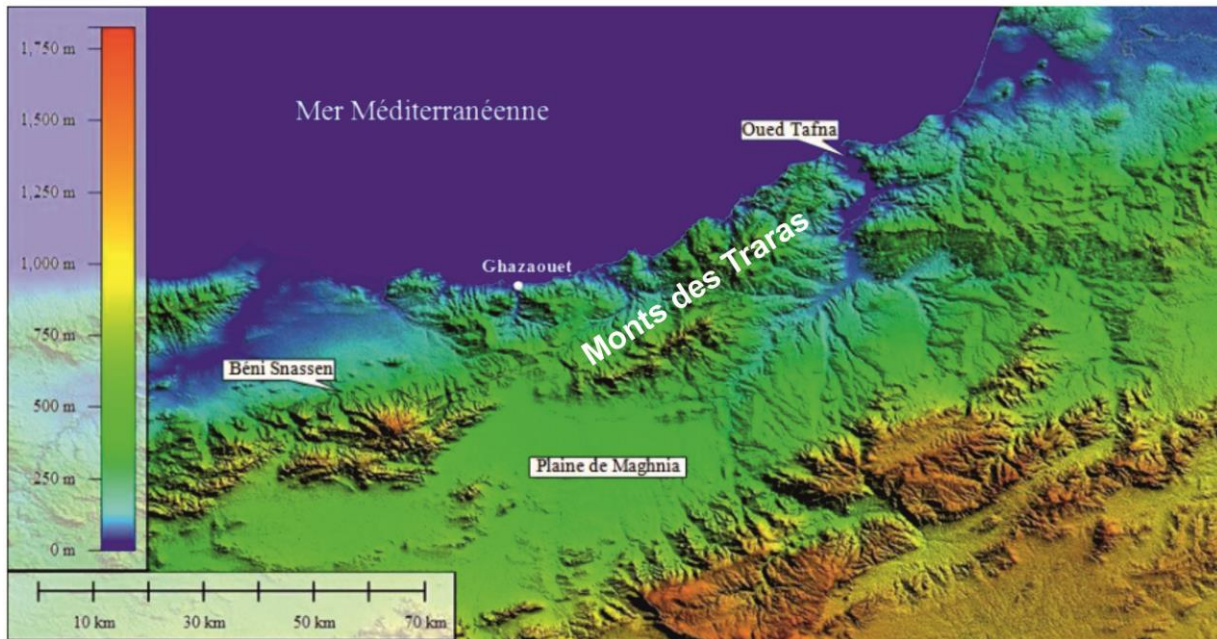 1,750 m
1,500 m
1,250 m
1,000 m
750 m
500 m
250 m
0 m
Mer Méditerranéenne
Oued Tafna
Ghazaouet
Monts des Traras
Béni Snassen
Plaine de Maghnia
10 km 30 km 50 km 70 km